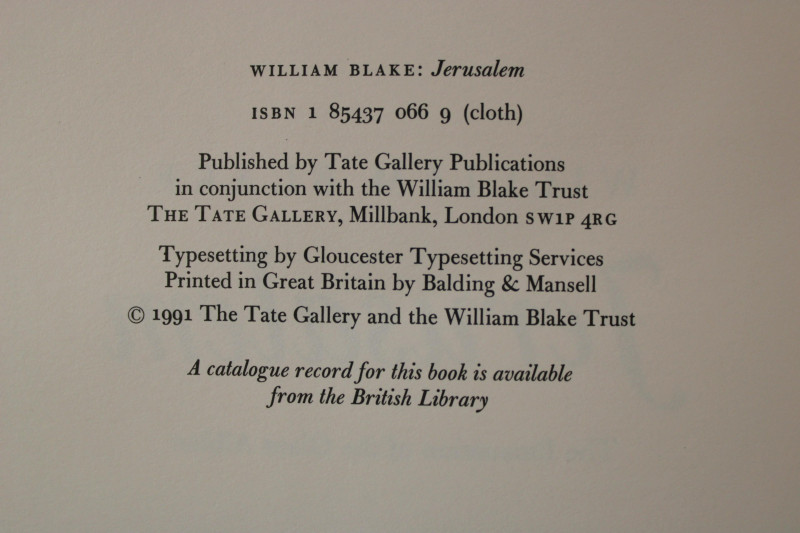 WILLIAM BLAKE: Jerusalem
ISBN 1 85437 066 9 (cloth)
Published by Tate Gallery Publications
in conjunction with the William Blake Trust
THE TATE GALLERY, Millbank, London SW1P 4RG
Typesetting by Gloucester Typesetting Services
Printed in Great Britain by Balding & Mansell
© 1991 The Tate Gallery and the William Blake Trust
A catalogue record for this book is available
from the British Library